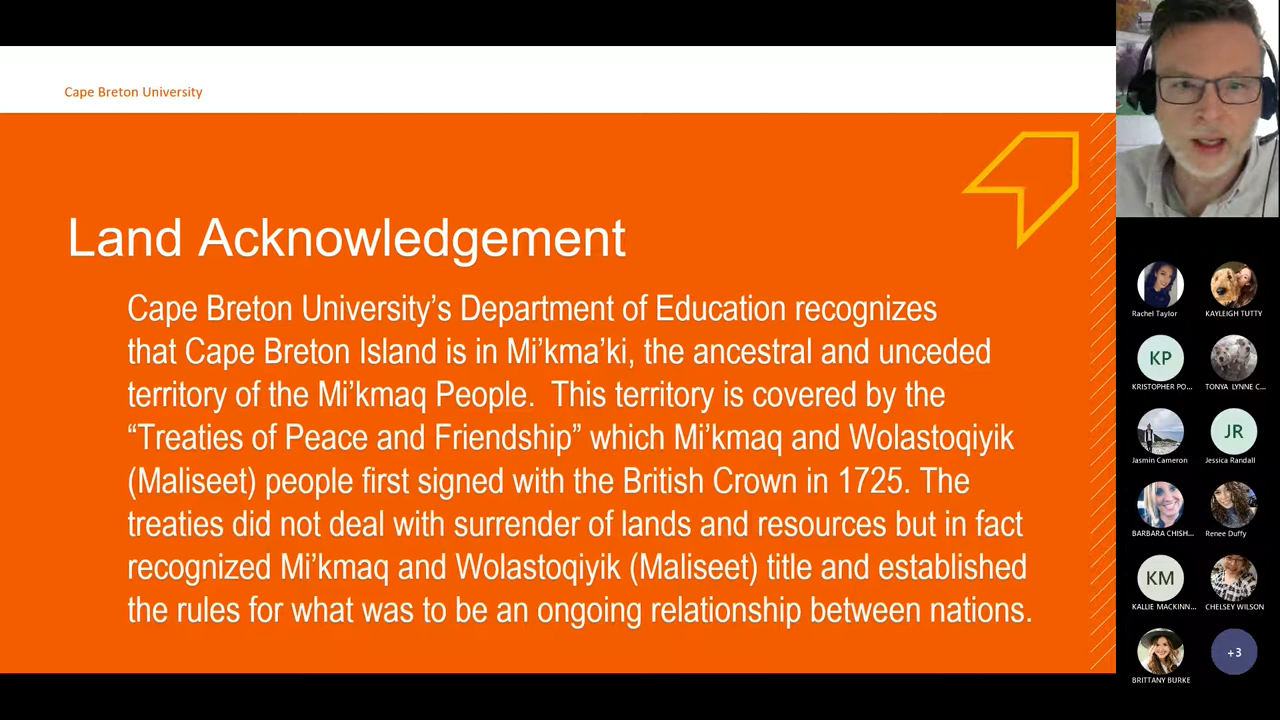 Cape Breton University
Land Acknowledgement
Cape Breton University’s Department of Education recognizes
that Cape Breton Island is in Mi’kma’ki, the ancestral and unceded
territory of the Mi’kmaq People.  This territory is covered by the
“Treaties of Peace and Friendship” which Mi’kmaq and Wolastoqiyik
(Maliseet) people first signed with the British Crown in 1725. The
treaties did not deal with surrender of lands and resources but in fact
recognized Mi’kmaq and Wolastoqiyik (Maliseet) title and established
the rules for what was to be an ongoing relationship between nations.
Rachel Taylor
KAYLEIGH TUTTY
KP
KRISTOPHER PO...
TONYA LYNNE C...
Jasmin Cameron
JR
Jessica Randall
BARBARA CHISH...
Renee Duffy
KM
KALLIE MACKINN...
CHELSEY WILSON
BRITTANY BURKE
+3